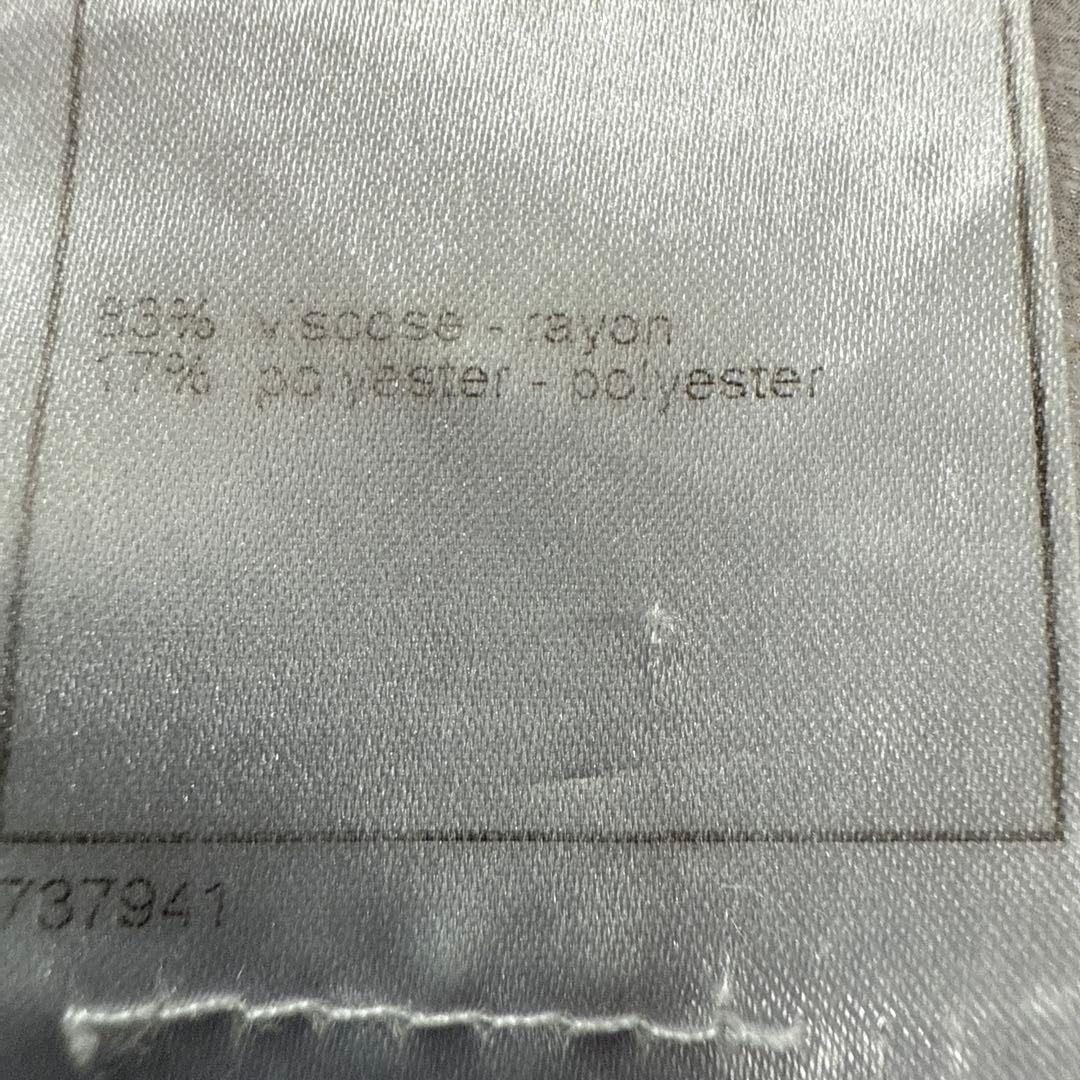 83% viscose - rayon
17% polyester - polyester
737941